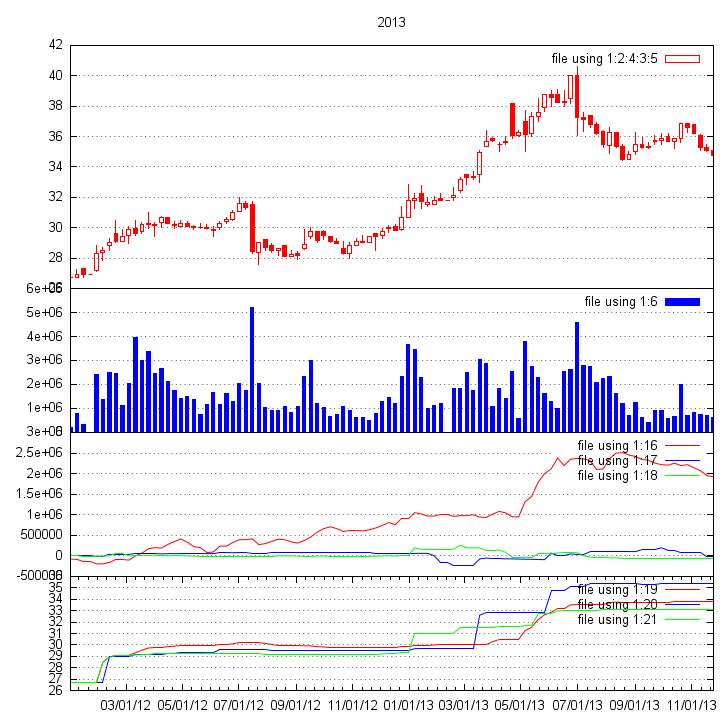 2013
42
file using 1:2:4:3:5
40
38
36
34
32
30
28
26
6e+06
file using 1:6
5e+06
4e+06
3e+06
2e+06
1e+06
0
3e+06
file using 1:16
2.5e+06
file using 1:17
2e+06
file using 1:18
1.5e+06
1e+06
500000
0
-500000
36
35
file using 1:19
34
file using 1:20
33
file using 1:21
32
31
30
29
28
27
26
03/01/12 05/01/12 07/01/12 09/01/12 11/01/12 01/01/13 03/01/13 05/01/13 07/01/13 09/01/13 11/01/13